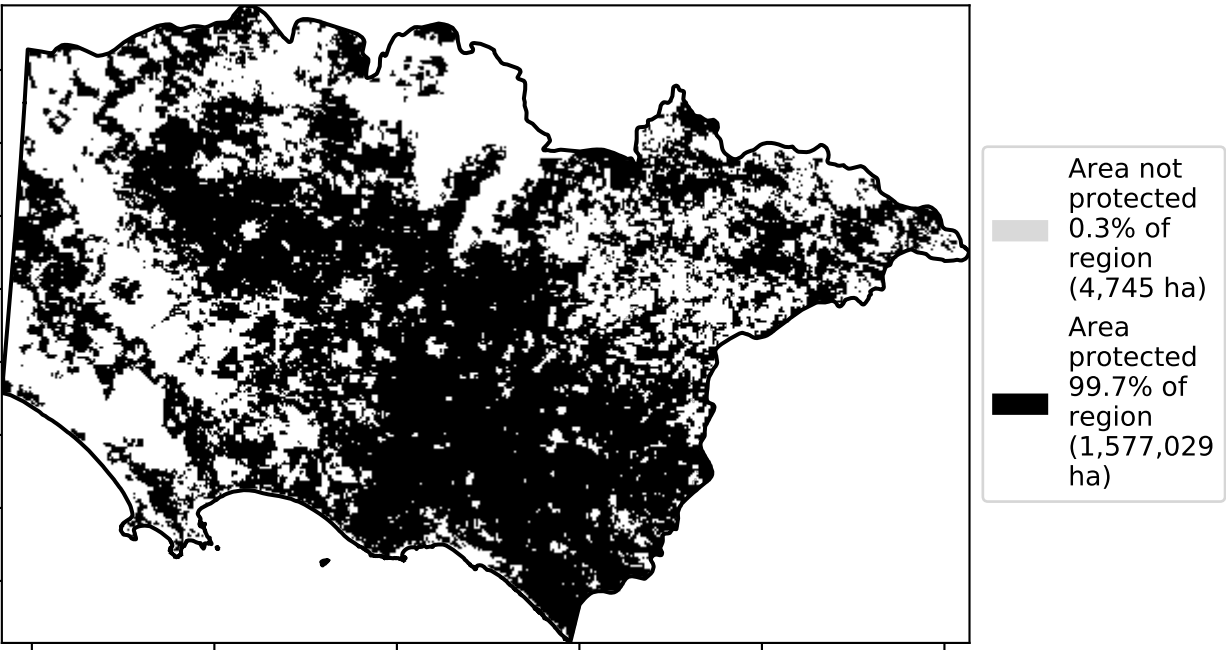 Area not
protected
0.3% of
region
(4,745 ha)
Area
protected
99.7% of
region
(1,577,029
ha)